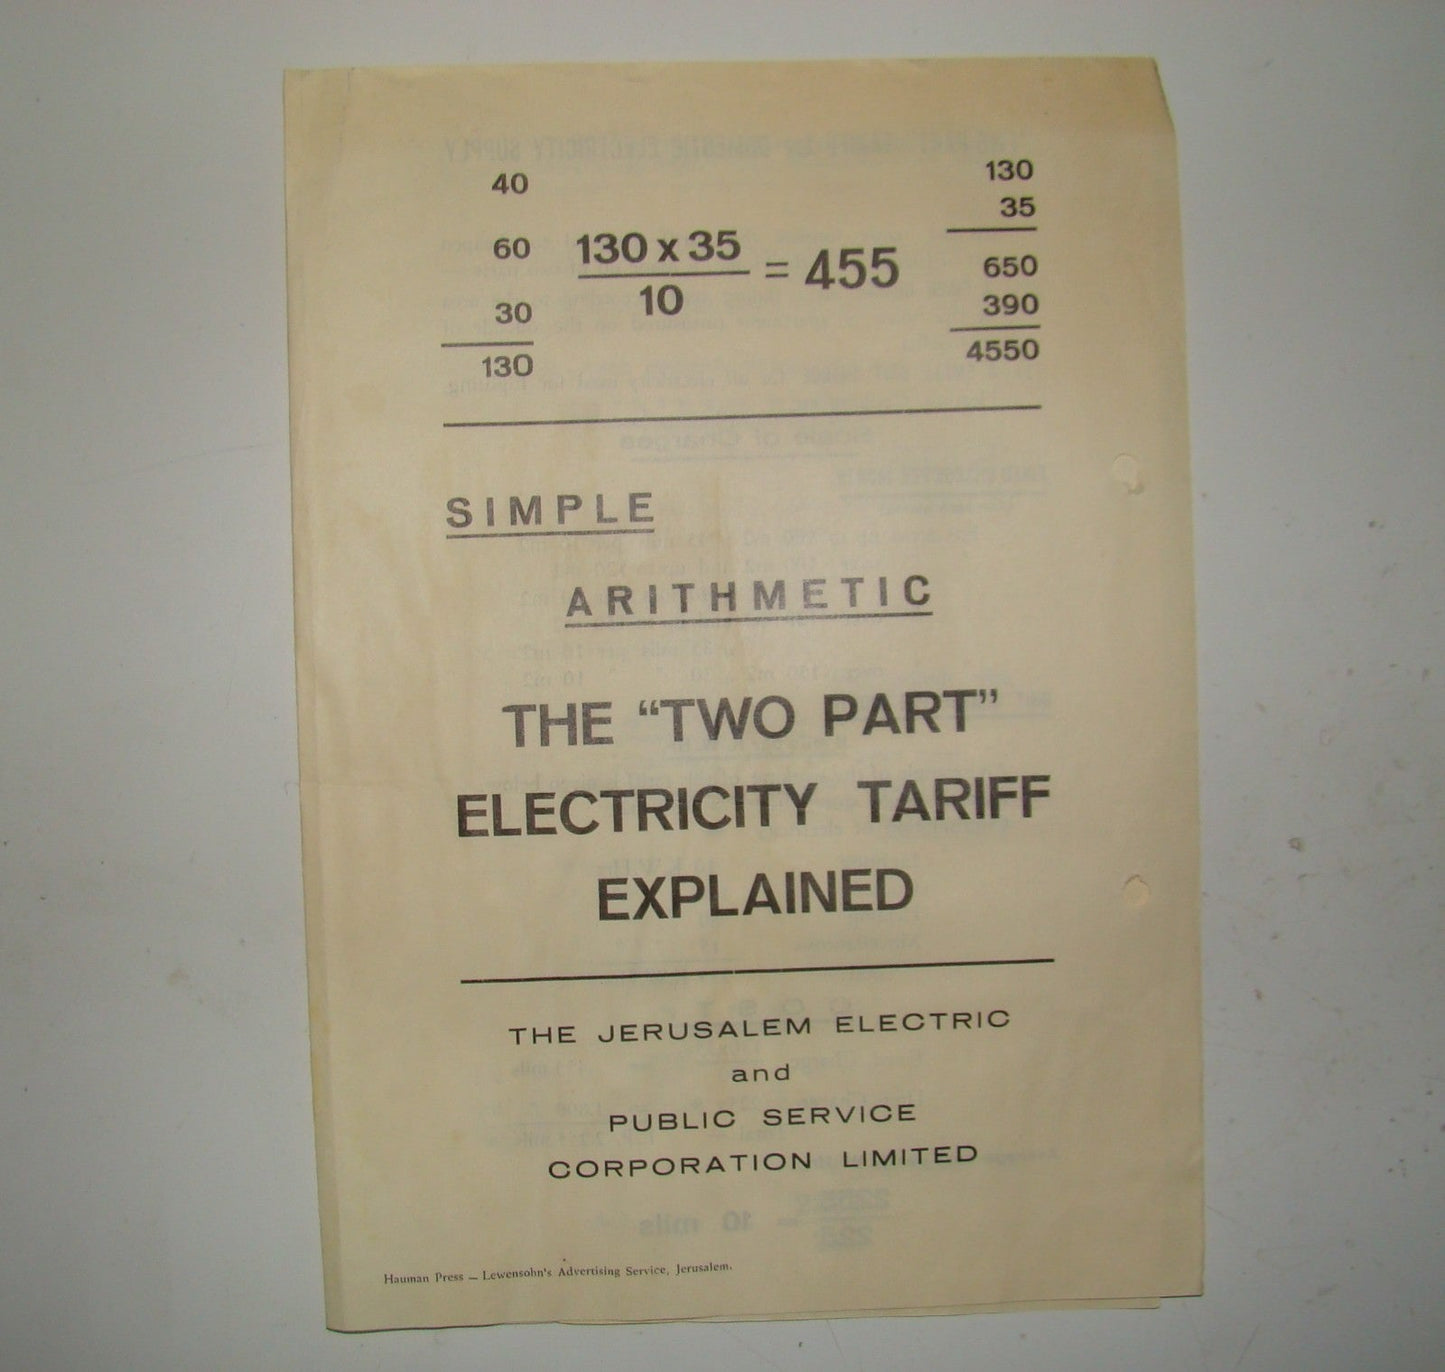 40
60
30
130
130 x 35
10
= 455
130
35
650
390
4550
SIMPLE
ARITHMETIC
THE “TWO PART”
ELECTRICITY TARIFF
EXPLAINED
THE JERUSALEM ELECTRIC
and
PUBLIC SERVICE
CORPORATION LIMITED
Hauman Press — Lewensohn's Advertising Service, Jerusalem.